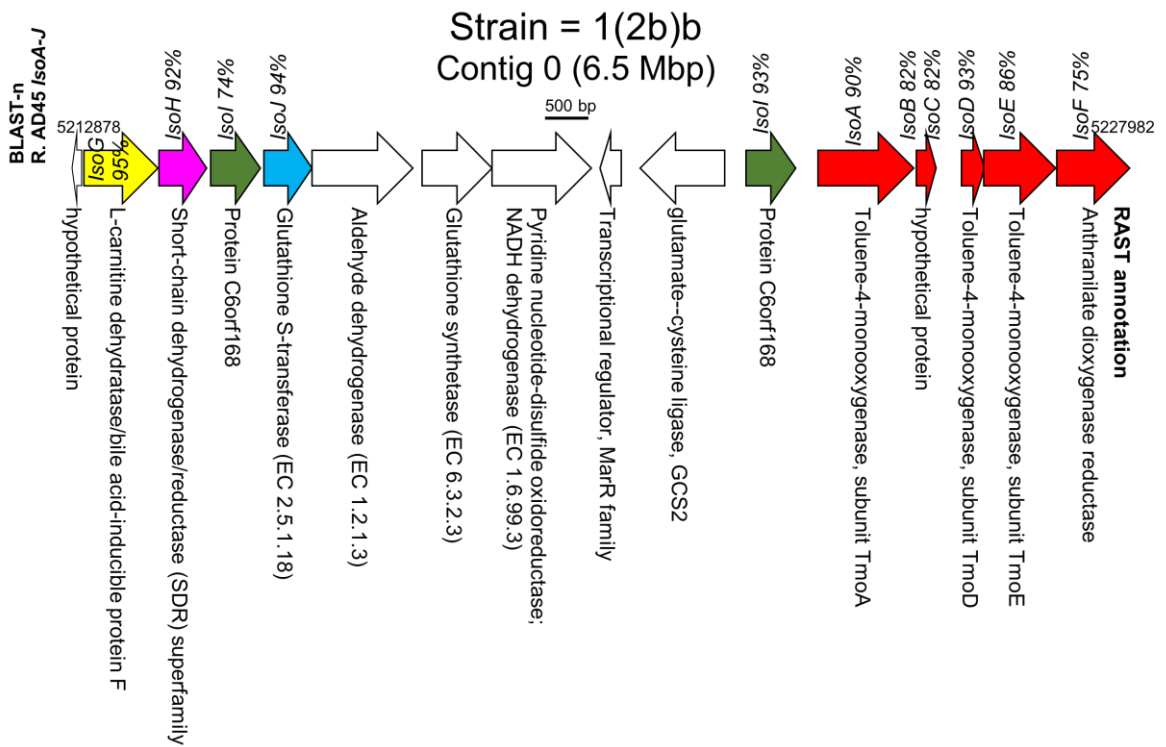 Strain = 1(2b)b
Contig 0 (6.5 Mbp)
500 bp
BLAST-n
R. AD45 IsoA-J
5212878
IsoG
95%
IsoH 92%
IsoI 74%
IsoJ 94%
IsoI 93%
IsoA 90%
IsoB 82%
IsoC 82%
IsoD 93%
IsoE 86%
IsoF 75%
5227982
hypothetical protein
L-carnitine dehydratase/bile acid-inducible protein F
Short-chain dehydrogenase/reductase (SDR) superfamily
Protein C6orf168
Glutathione S-transferase (EC 2.5.1.18)
Aldehyde dehydrogenase (EC 1.2.1.3)
Glutathione synthetase (EC 6.3.2.3)
Pyridine nucleotide-disulfide oxidoreductase;
NADH dehydrogenase (EC 1.6.99.3)
Transcriptional regulator, MarR family
glutamate--cysteine ligase, GCS2
Protein C6orf168
Toluene-4-monooxygenase, subunit TmoA
hypothetical protein
Toluene-4-monooxygenase, subunit TmoD
Toluene-4-monooxygenase, subunit TmoE
Anthranilate dioxygenase reductase
RAST annotation